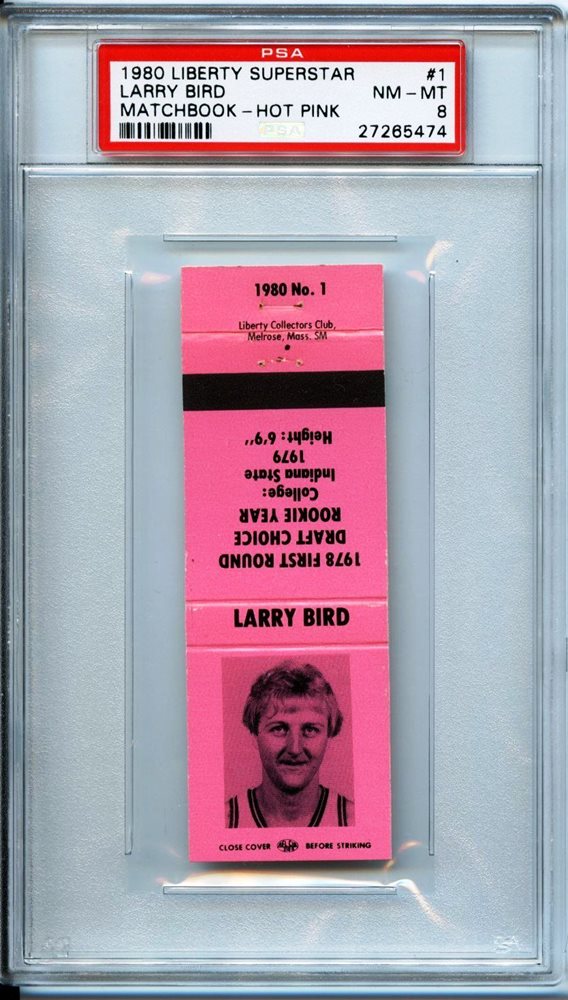 PSA
1980 LIBERTY SUPERSTAR #1
LARRY BIRD NM - MT
MATCHBOOK - HOT PINK 8
PSA 27265474
1980 No. 1
Liberty Collectors Club,
Melrose, Mass. SM
1978 FIRST ROUND
DRAFT CHOICE
ROOKIE YEAR
College:
Indiana State
1979
Height: 6'9"
LARRY BIRD
CLOSE COVER BEFORE STRIKING